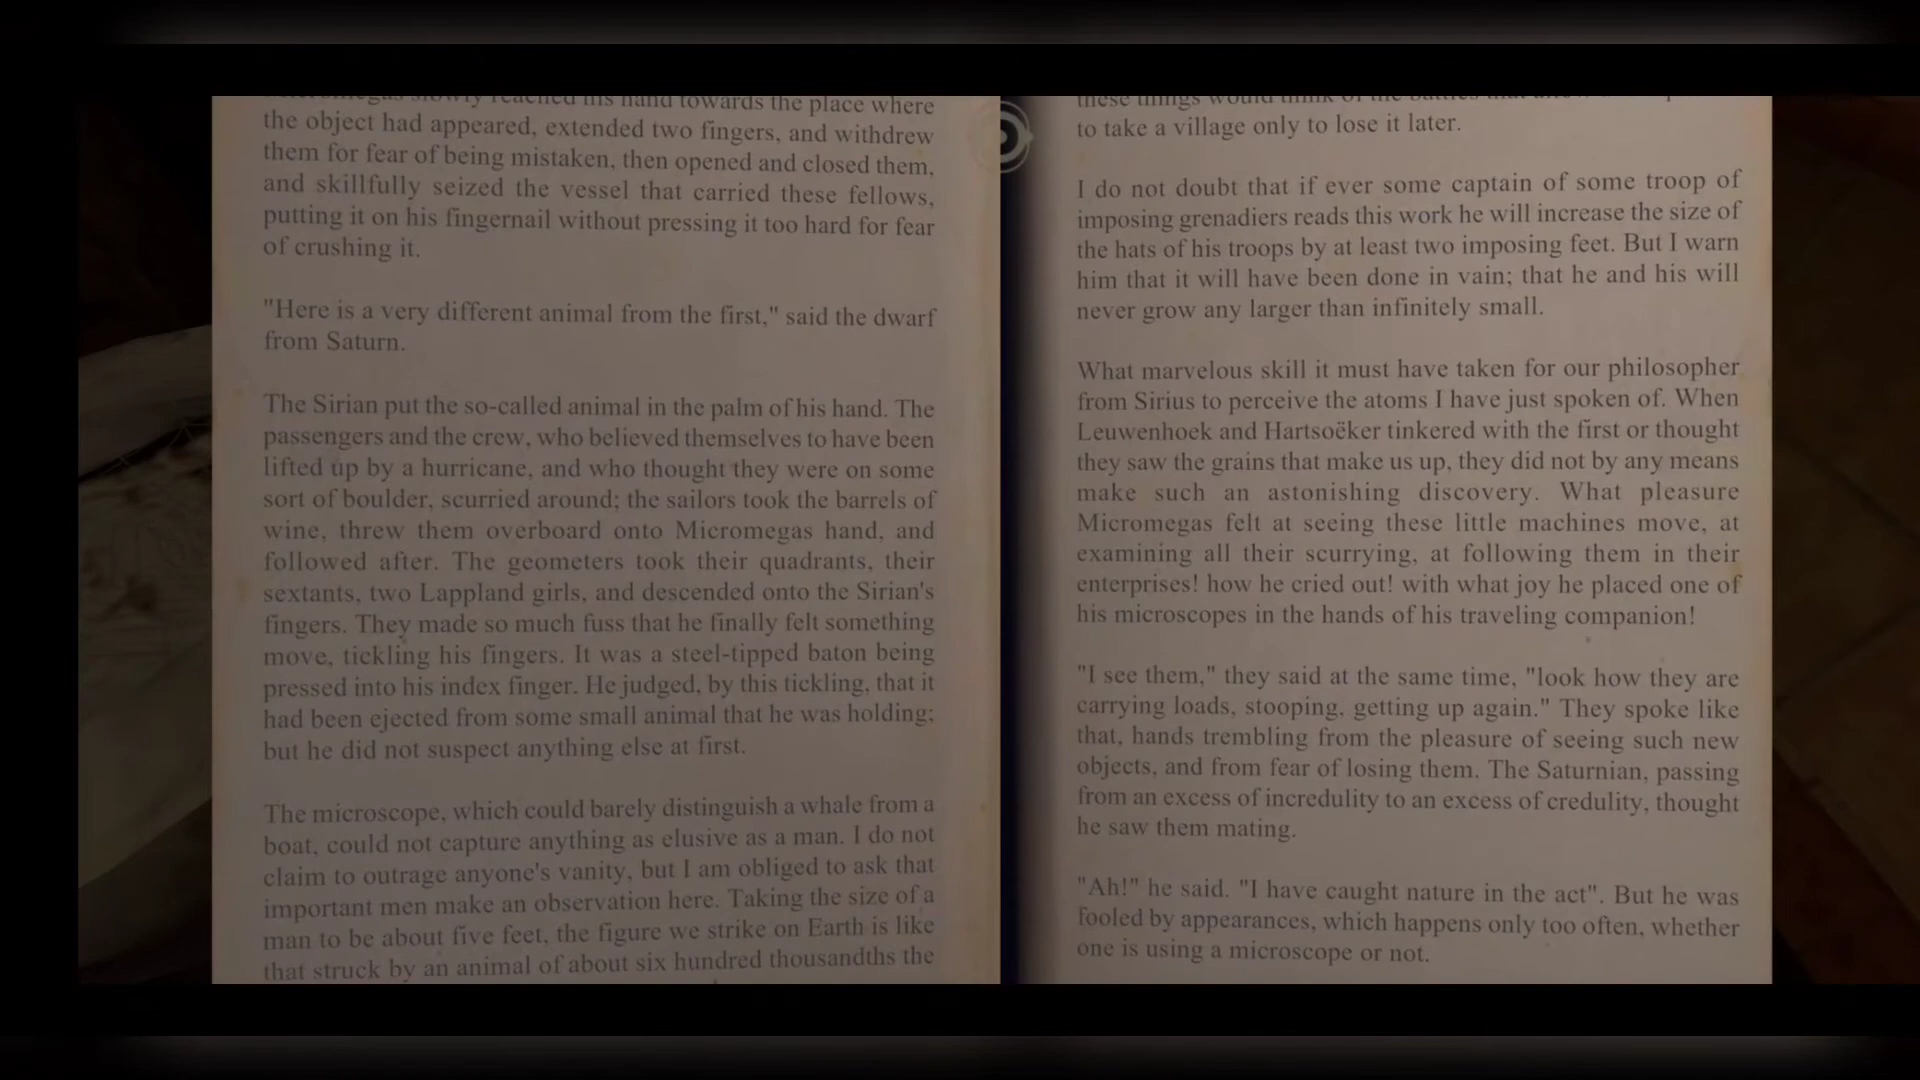 slowly reached his hand towards the place where
the object had appeared, extended two fingers, and withdrew
them for fear of being mistaken, then opened and closed them,
and skillfully seized the vessel that carried these fellows,
putting it on his fingernail without pressing it too hard for fear
of crushing it.
"Here is a very different animal from the first," said the dwarf
from Saturn.
The Sirian put the so-called animal in the palm of his hand. The
passengers and the crew, who believed themselves to have been
lifted up by a hurricane, and who thought they were on some
sort of boulder, scurried around; the sailors took the barrels of
wine, threw them overboard onto Micromegas hand, and
followed after. The geometers took their quadrants, their
sextants, two Lappland girls, and descended onto the Sirian's
fingers. They made so much fuss that he finally felt something
move, tickling his fingers. It was a steel-tipped baton being
pressed into his index finger. He judged, by this tickling, that it
had been ejected from some small animal that he was holding;
but he did not suspect anything else at first.
The microscope, which could barely distinguish a whale from a
boat, could not capture anything as elusive as a man. I do not
claim to outrage anyone's vanity, but I am obliged to ask that
important men make an observation here. Taking the size of a
man to be about five feet, the figure we strike on Earth is like
that struck by an animal of about six hundred thousandths the
these things would think of the battles that
to take a village only to lose it later.
I do not doubt that if ever some captain of some troop of
imposing grenadiers reads this work he will increase the size of
the hats of his troops by at least two imposing feet. But I warn
him that it will have been done in vain; that he and his will
never grow any larger than infinitely small.
What marvelous skill it must have taken for our philosopher
from Sirius to perceive the atoms I have just spoken of. When
Leuwenhoek and Hartsoëker tinkered with the first or thought
they saw the grains that make us up, they did not by any means
make such an astonishing discovery. What pleasure
Micromegas felt at seeing these little machines move, at
examining all their scurrying, at following them in their
enterprises! how he cried out! with what joy he placed one of
his microscopes in the hands of his traveling companion!
"I see them," they said at the same time, "look how they are
carrying loads, stooping, getting up again." They spoke like
that, hands trembling from the pleasure of seeing such new
objects, and from fear of losing them. The Saturnian, passing
from an excess of incredulity to an excess of credulity, thought
he saw them mating.
"Ah!" he said. "I have caught nature in the act". But he was
fooled by appearances, which happens only too often, whether
one is using a microscope or not.